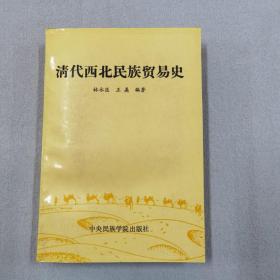 清代西北民族贸易史
林永匡 王熹 编著
中央民族学院出版社